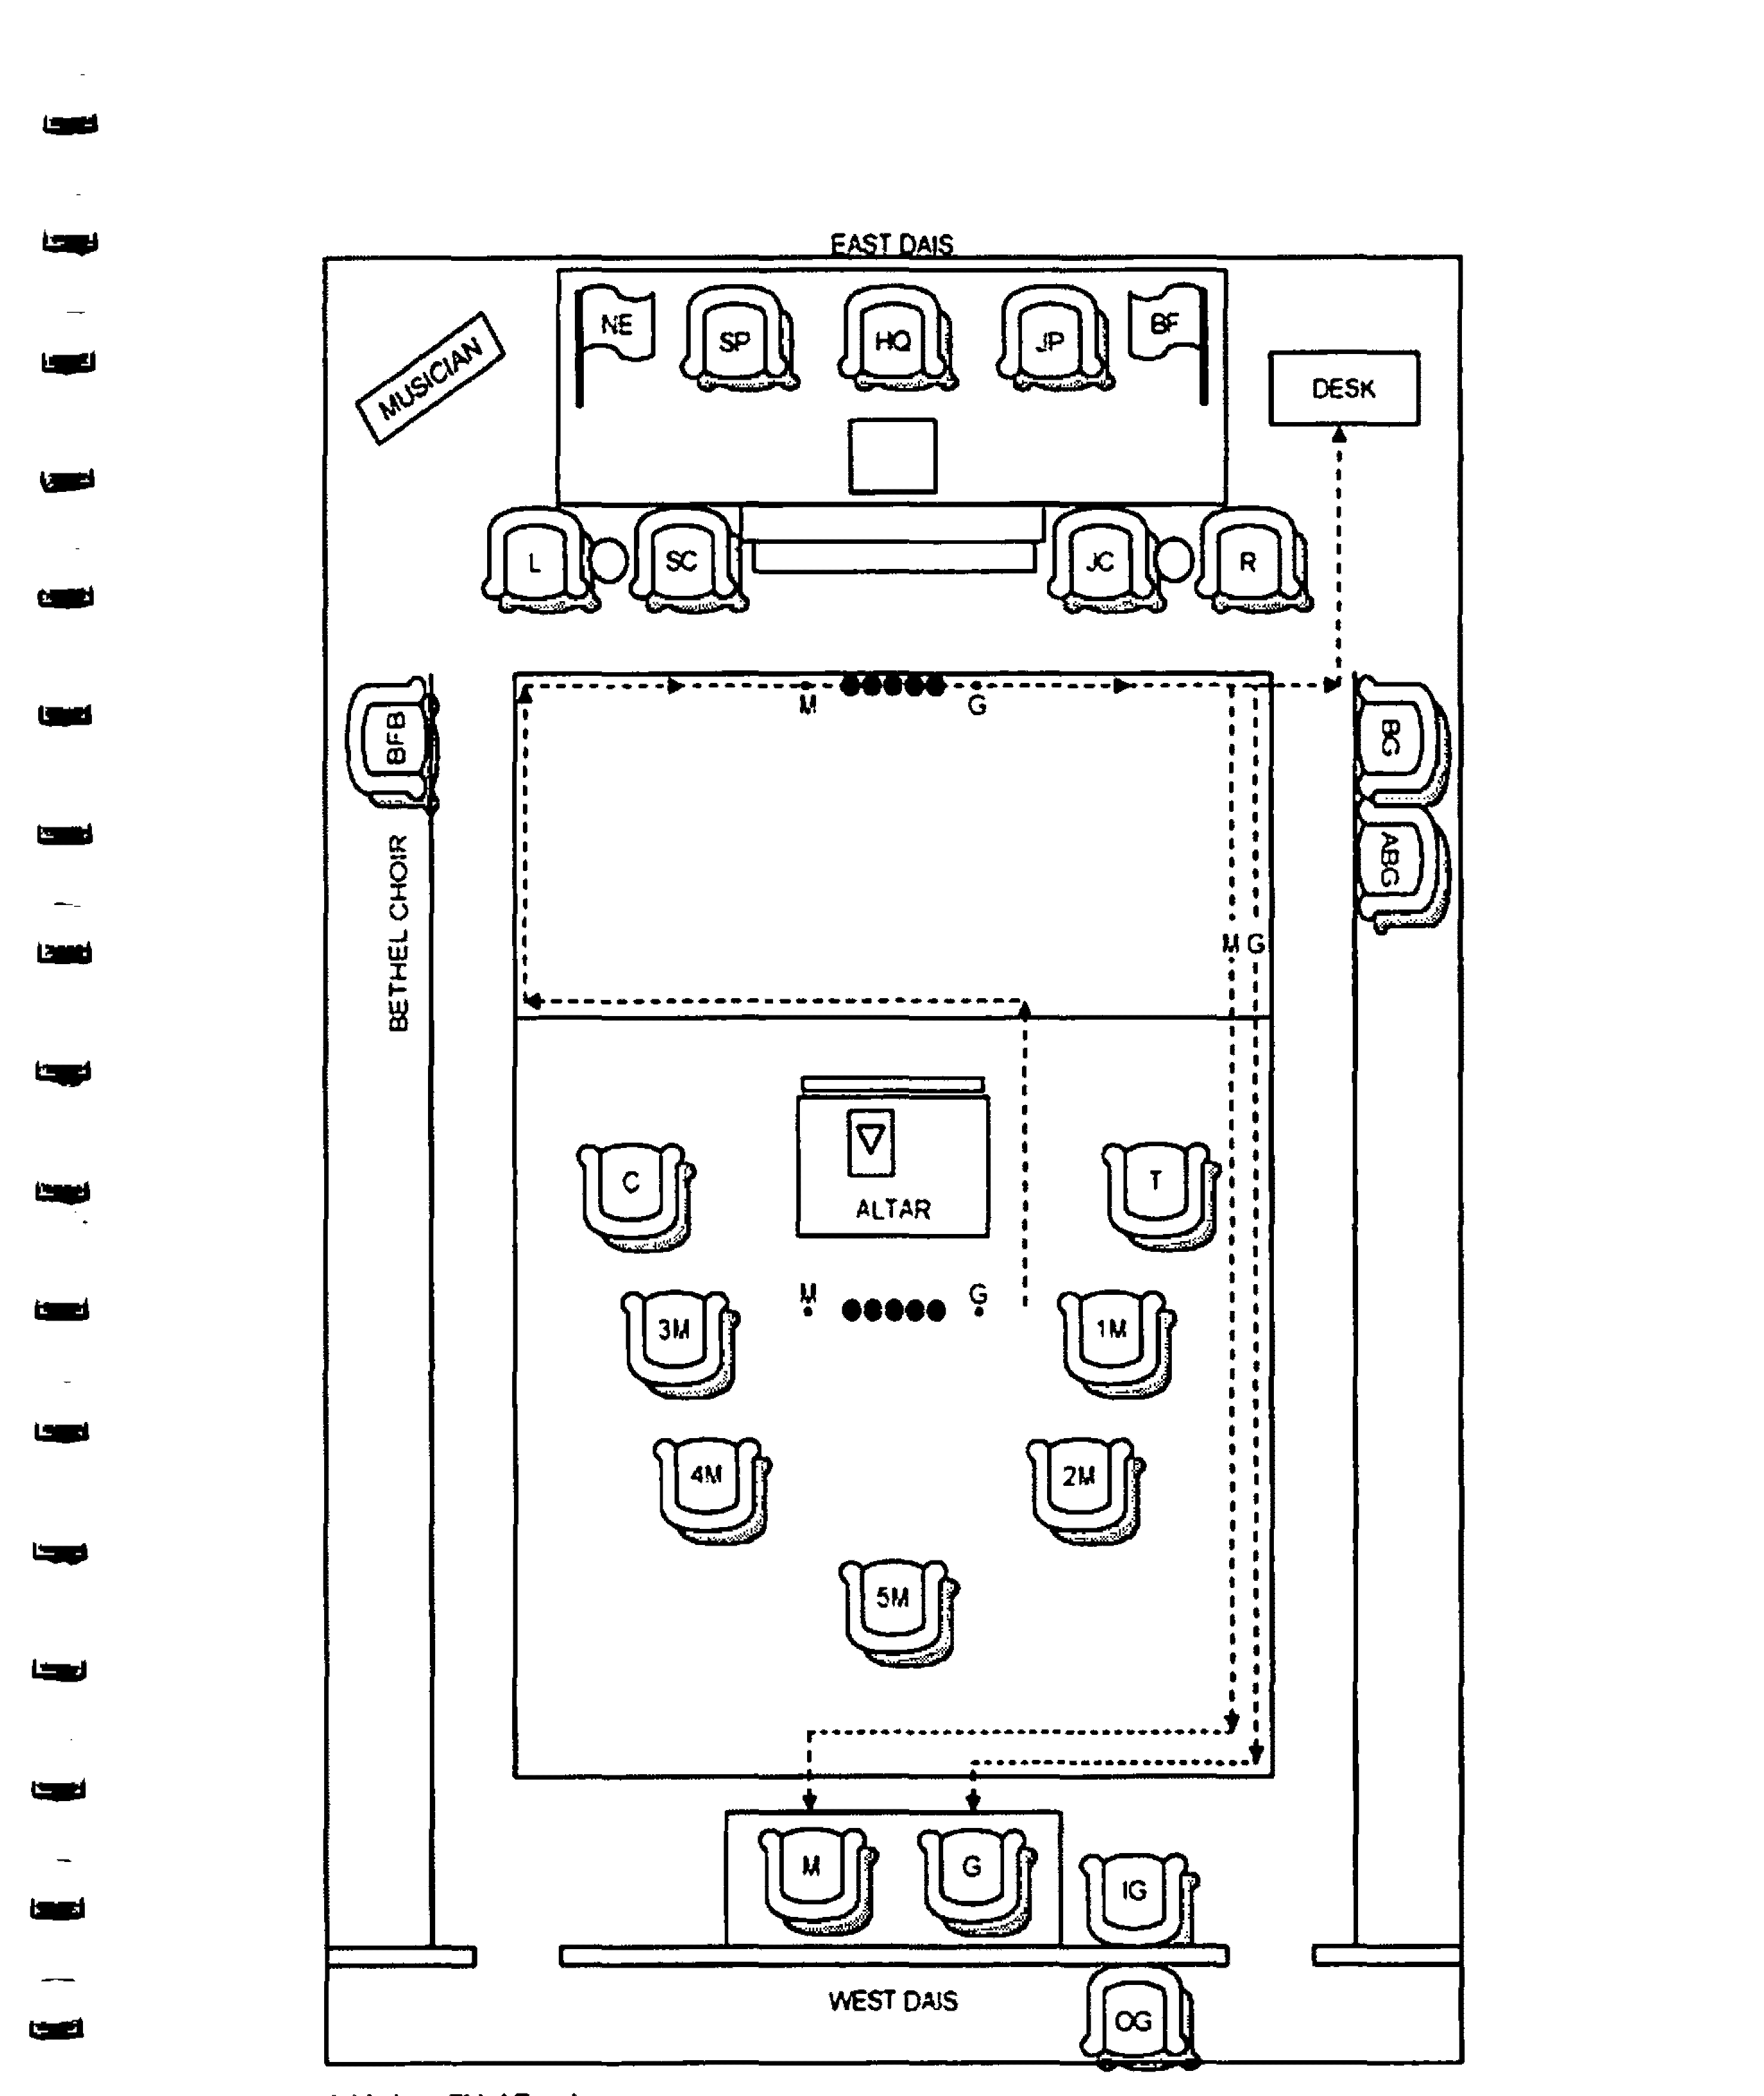 EAST DAIS
NE
SP
HQ
JP
BF
MUSICIAN
DESK
L
SC
JC
R
M
G
BFB
BG
ABG
BETHEL CHOIR
M G
C
T
ALTAR
M
G
3M
1M
4M
2M
5M
M
G
IG
WEST DAIS
OG